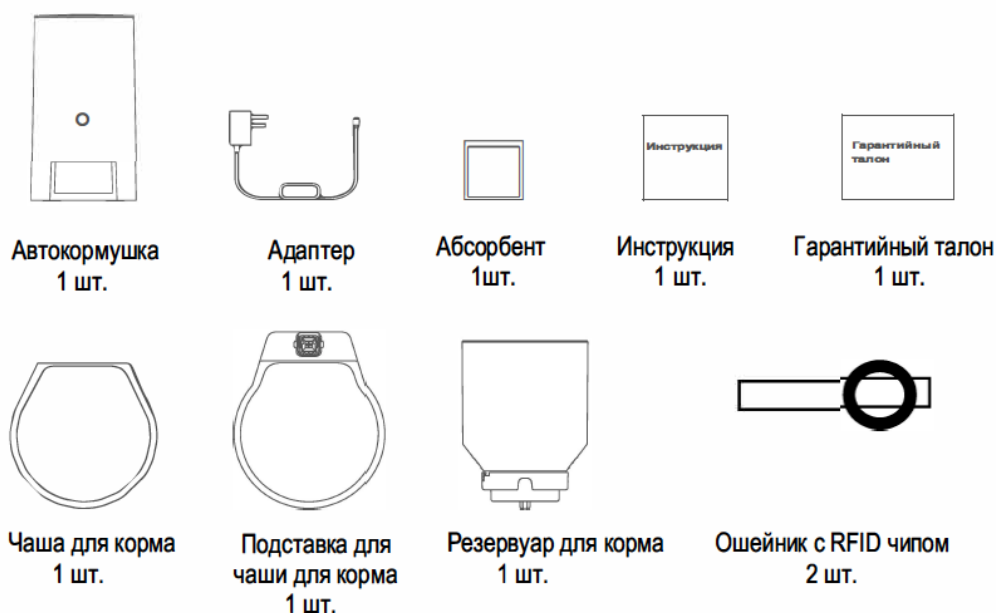 Инструкция
Гарантийный
талон
Автокормушка
1 шт.
Адаптер
1 шт.
Абсорбент
1шт.
Инструкция
1 шт.
Гарантийный талон
1 шт.
Чаша для корма
1 шт.
Подставка для
чаши для корма
1 шт.
Резервуар для корма
1 шт.
Ошейник с RFID чипом
2 шт.